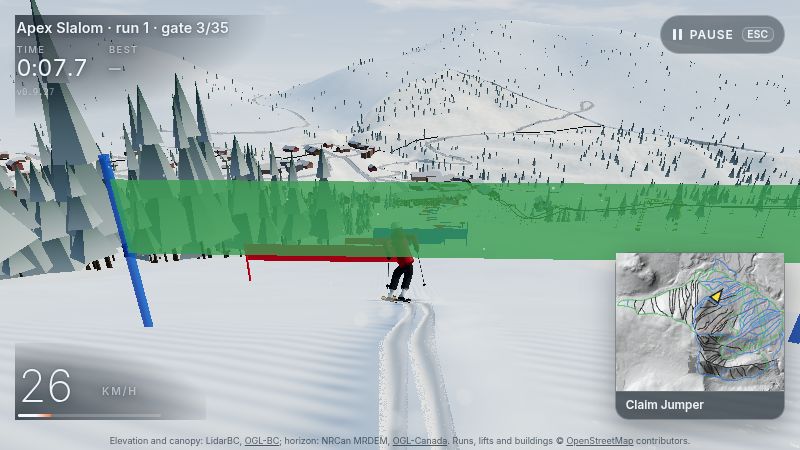 Apex Slalom · run 1 · gate 3/35
TIME BEST
0:07.7 —
PAUSE ESC
26 KM/H
Claim Jumper
Elevation and canopy: LidarBC, OGL-BC; horizon: NRCan MRDEM, OGL-Canada. Runs, lifts and buildings © OpenStreetMap contributors.